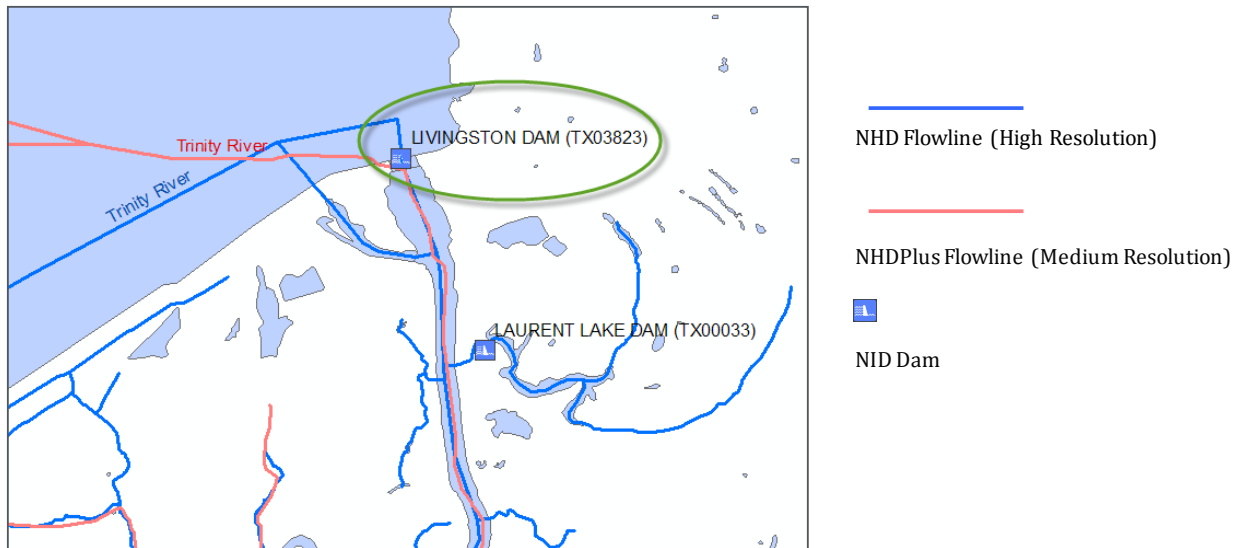 LIVINGSTON DAM (TX03823)
Trinity River
Trinity River
LAURENT LAKE DAM (TX00033)
NHD Flowline (High Resolution)
NHDPlus Flowline (Medium Resolution)
NID Dam